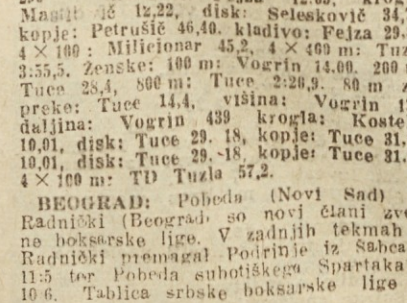 12,22, disk: Seleskovič 34,
kopje: Petrušič 46,40. kladivo: Fejza 29.
4 × 100: Milicionar 45,2, 4 × 400 m: Tuz
3:55,5. Ženske: 100 m: Vogrin 14.00. 200
Tuce 28,4, 800 m: Tuce 2:26,9. 80 m
preke: Tuce 14,4, višina: Vogrin 1
daljina: Vogrin 439 krogla: Koste
10,01, disk: Tuce 29. 18, kopje: Tuce 31,
10,01, disk: Tuce 29.-18, kopje: Tuce 31.
4 × 100 m: TD Tuzla 57,2.
BEOGRAD: Pobeda (Novi Sad)
Radnički (Beograd) so novi člani zve
ne boksarske lige. V zadnjih tekmah
Radnički premagal Podrinje iz Šabca
11:5 ter Pobeda subotiškega Spartaka
10:6. Tablica srbske boksarske lige